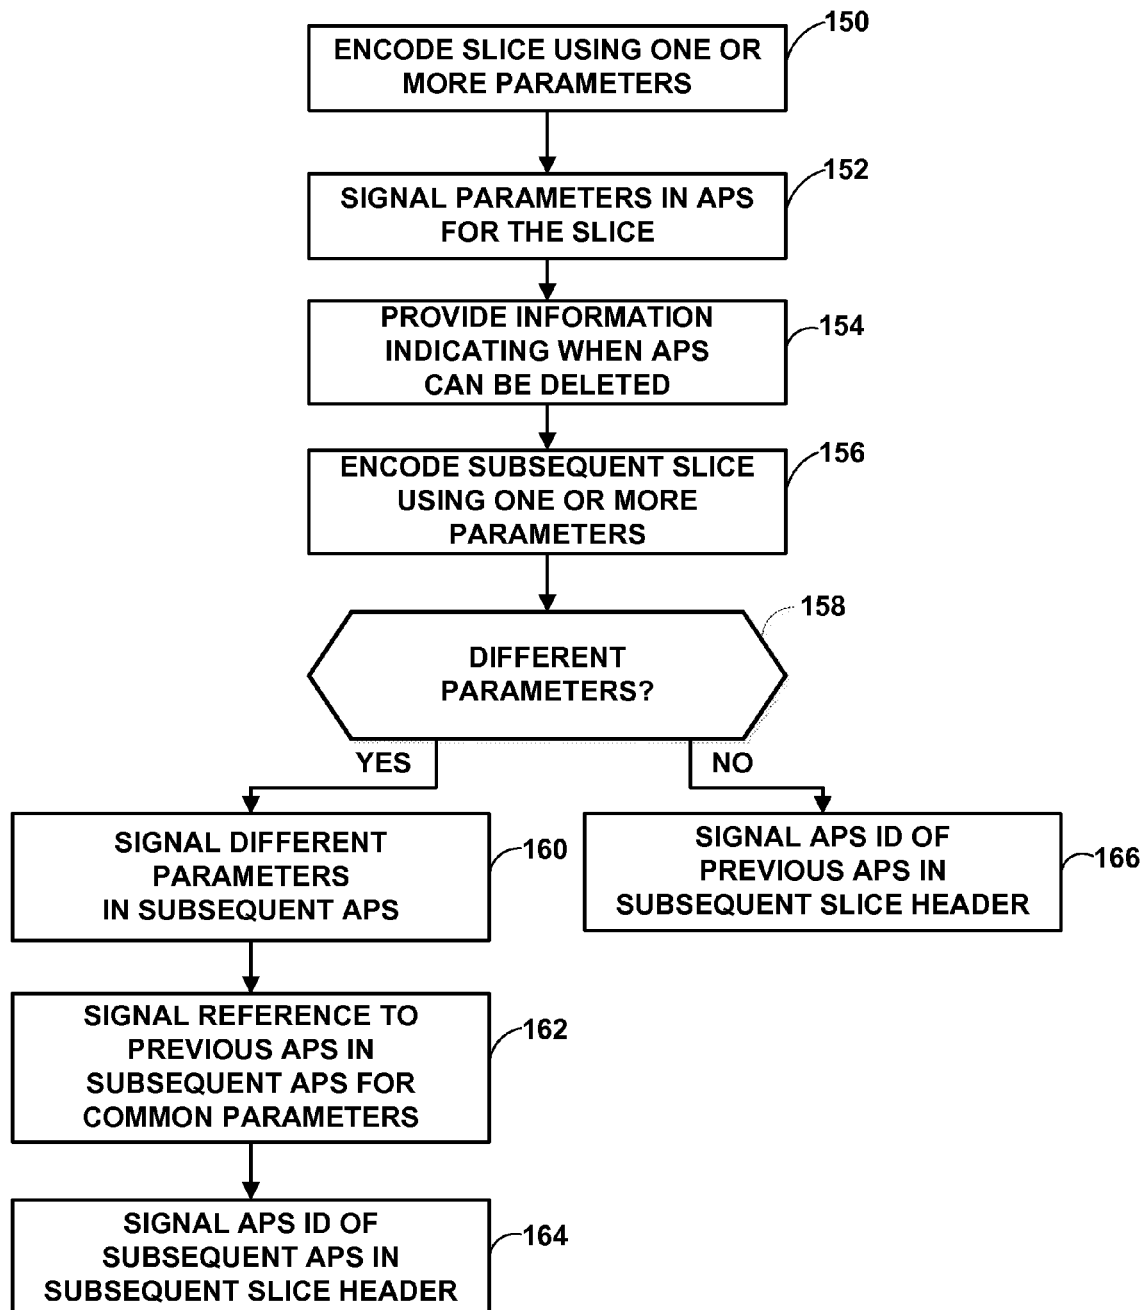 150
ENCODE SLICE USING ONE OR
MORE PARAMETERS
152
SIGNAL PARAMETERS IN APS
FOR THE SLICE
154
PROVIDE INFORMATION
INDICATING WHEN APS
CAN BE DELETED
156
ENCODE SUBSEQUENT SLICE
USING ONE OR MORE
PARAMETERS
158
DIFFERENT
PARAMETERS?
YES
NO
SIGNAL DIFFERENT
PARAMETERS
IN SUBSEQUENT APS
160
SIGNAL APS ID OF
PREVIOUS APS IN
SUBSEQUENT SLICE HEADER
166
SIGNAL REFERENCE TO
PREVIOUS APS IN
SUBSEQUENT APS FOR
COMMON PARAMETERS
162
SIGNAL APS ID OF
SUBSEQUENT APS IN
SUBSEQUENT SLICE HEADER
164